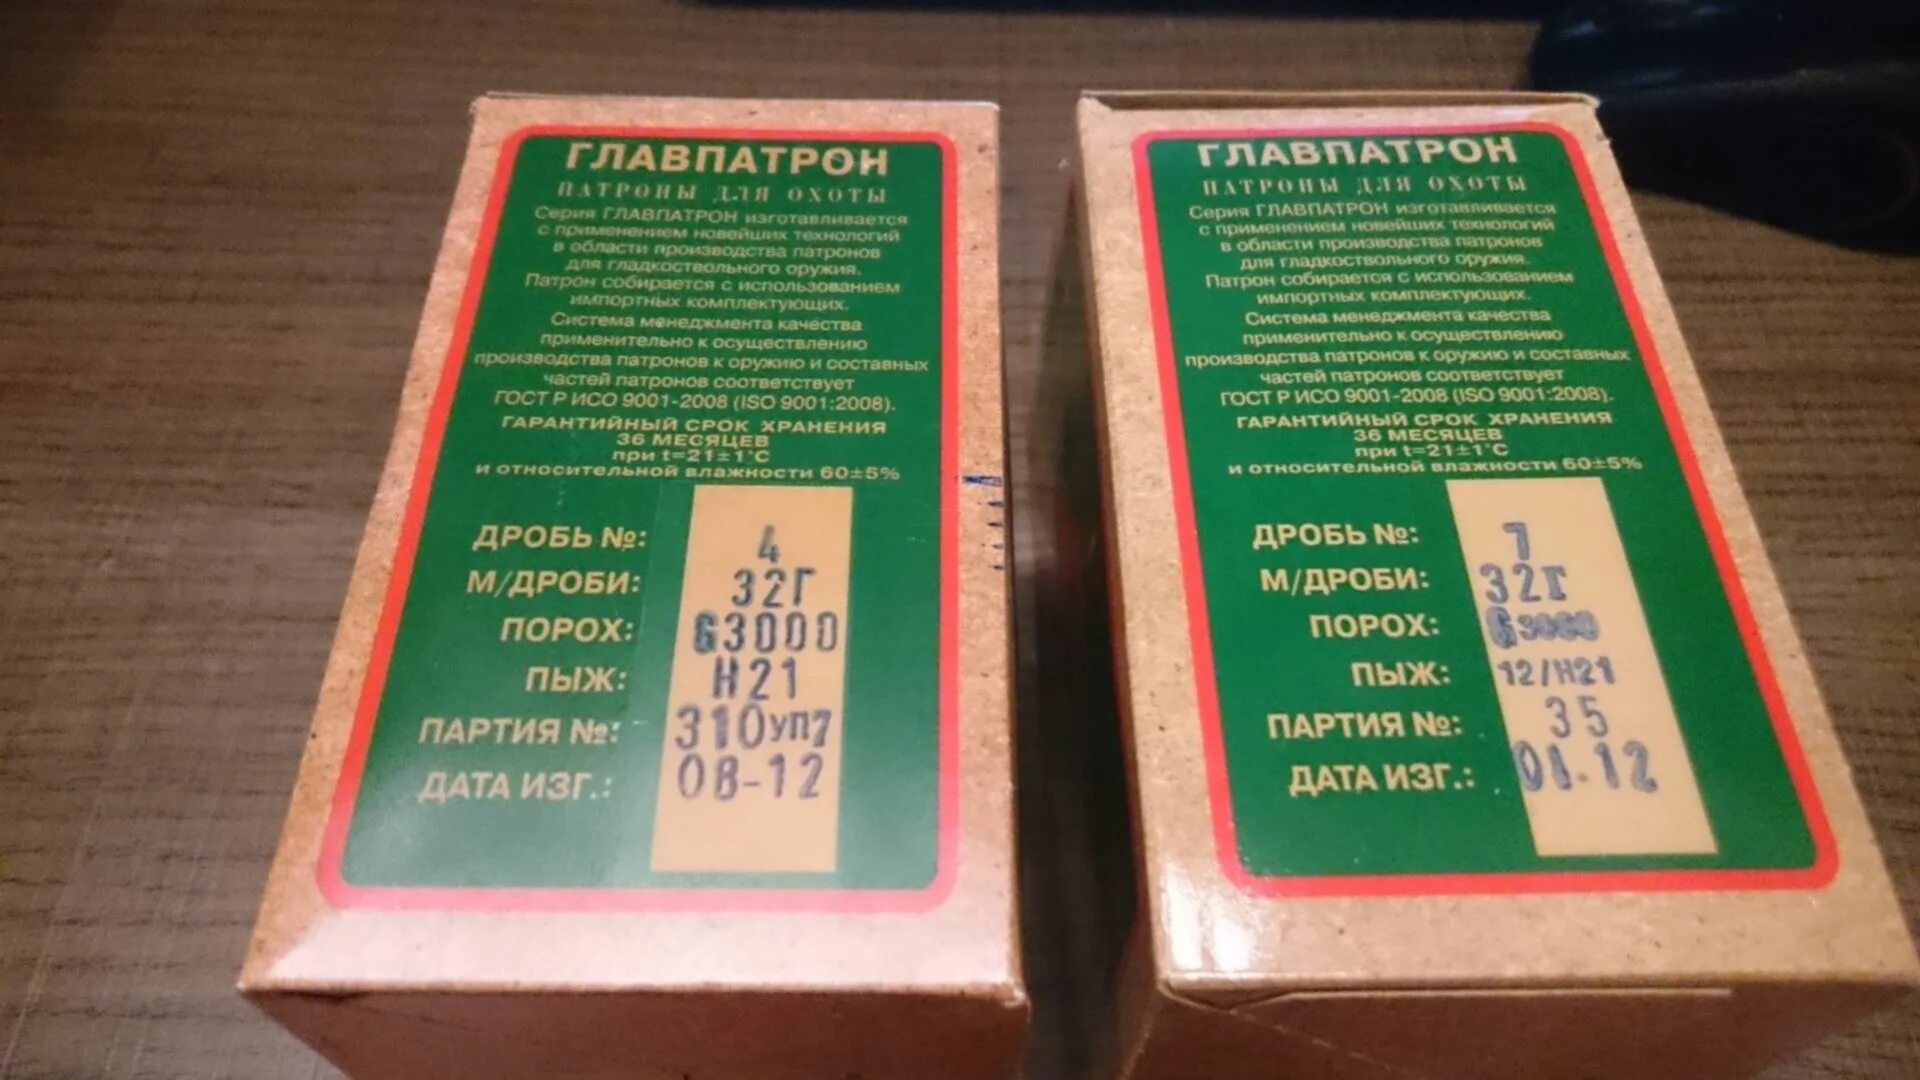 ГЛАВПАТРОН
ПАТРОНЫ ДЛЯ ОХОТЫ
Серия ГЛАВПАТРОН изготавливается
с применением новейших технологий
в области производства патронов
для гладкоствольного оружия.
Патрон собирается с использованием
импортных комплектующих.
Система менеджмента качества
применительно к осуществлению
производства патронов к оружию и составных
частей патронов соответствует
ГОСТ Р ИСО 9001-2008 (ISO 9001:2008).
ГАРАНТИЙНЫЙ СРОК ХРАНЕНИЯ
36 МЕСЯЦЕВ
при t=21±1°C
и относительной влажности 60±5%
ДРОБЬ №: 4
М/ДРОБИ: 32Г
ПОРОХ: G3000
ПЫЖ: Н21
ПАРТИЯ №: 310УП7
ДАТА ИЗГ.: 08-12
ГЛАВПАТРОН
ПАТРОНЫ ДЛЯ ОХОТЫ
Серия ГЛАВПАТРОН изготавливается
с применением новейших технологий
в области производства патронов
для гладкоствольного оружия.
Патрон собирается с использованием
импортных комплектующих.
Система менеджмента качества
применительно к осуществлению
производства патронов к оружию и составных
частей патронов соответствует
ГОСТ Р ИСО 9001-2008 (ISO 9001:2008).
ГАРАНТИЙНЫЙ СРОК ХРАНЕНИЯ
36 МЕСЯЦЕВ
при t=21±1°C
и относительной влажности 60±5%
ДРОБЬ №: 7
М/ДРОБИ: 32Г
ПОРОХ: G3000
ПЫЖ: 12/Н21
ПАРТИЯ №: 35
ДАТА ИЗГ.: 01-12